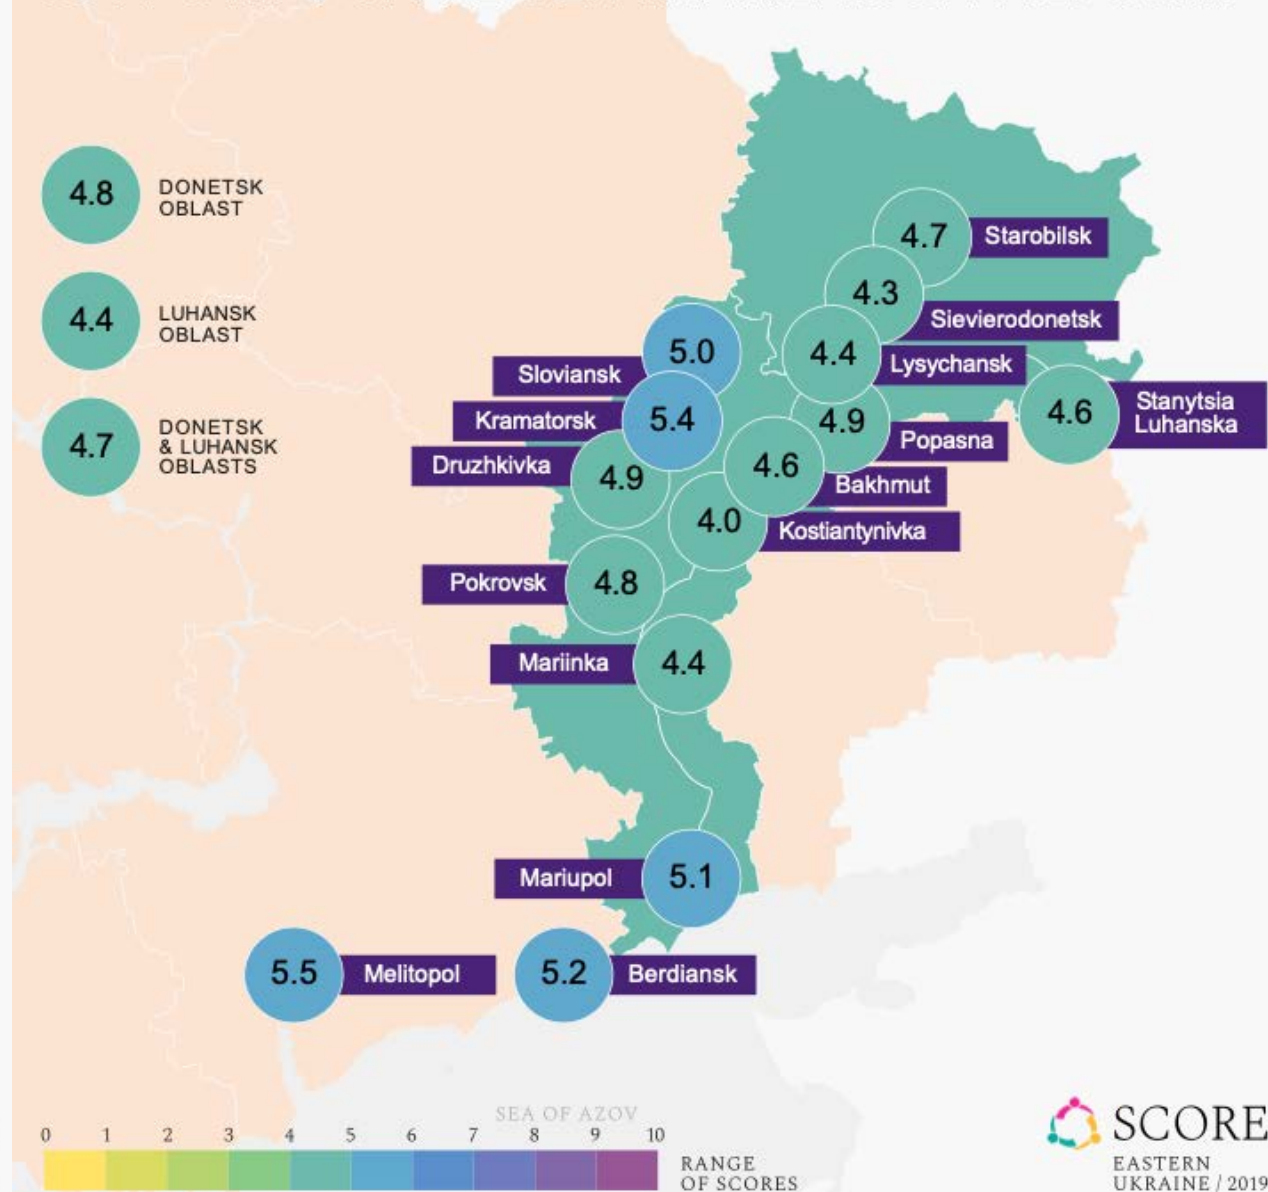 4.8
DONETSK
OBLAST
4.4
LUHANSK
OBLAST
4.7
DONETSK
& LUHANSK
OBLASTS
4.7
Starobilsk
4.3
Sievierodonetsk
5.0
Sloviansk
4.4
Lysychansk
5.4
Kramatorsk
4.9
Popasna
4.6
Stanytsia
Luhanska
4.9
Druzhkivka
4.6
Bakhmut
4.0
Kostiantynivka
4.8
Pokrovsk
4.4
Mariinka
5.1
Mariupol
5.5
Melitopol
5.2
Berdiansk
SEA OF AZOV
0 1 2 3 4 5 6 7 8 9 10
RANGE
OF SCORES
SCORE
EASTERN
UKRAINE / 2019